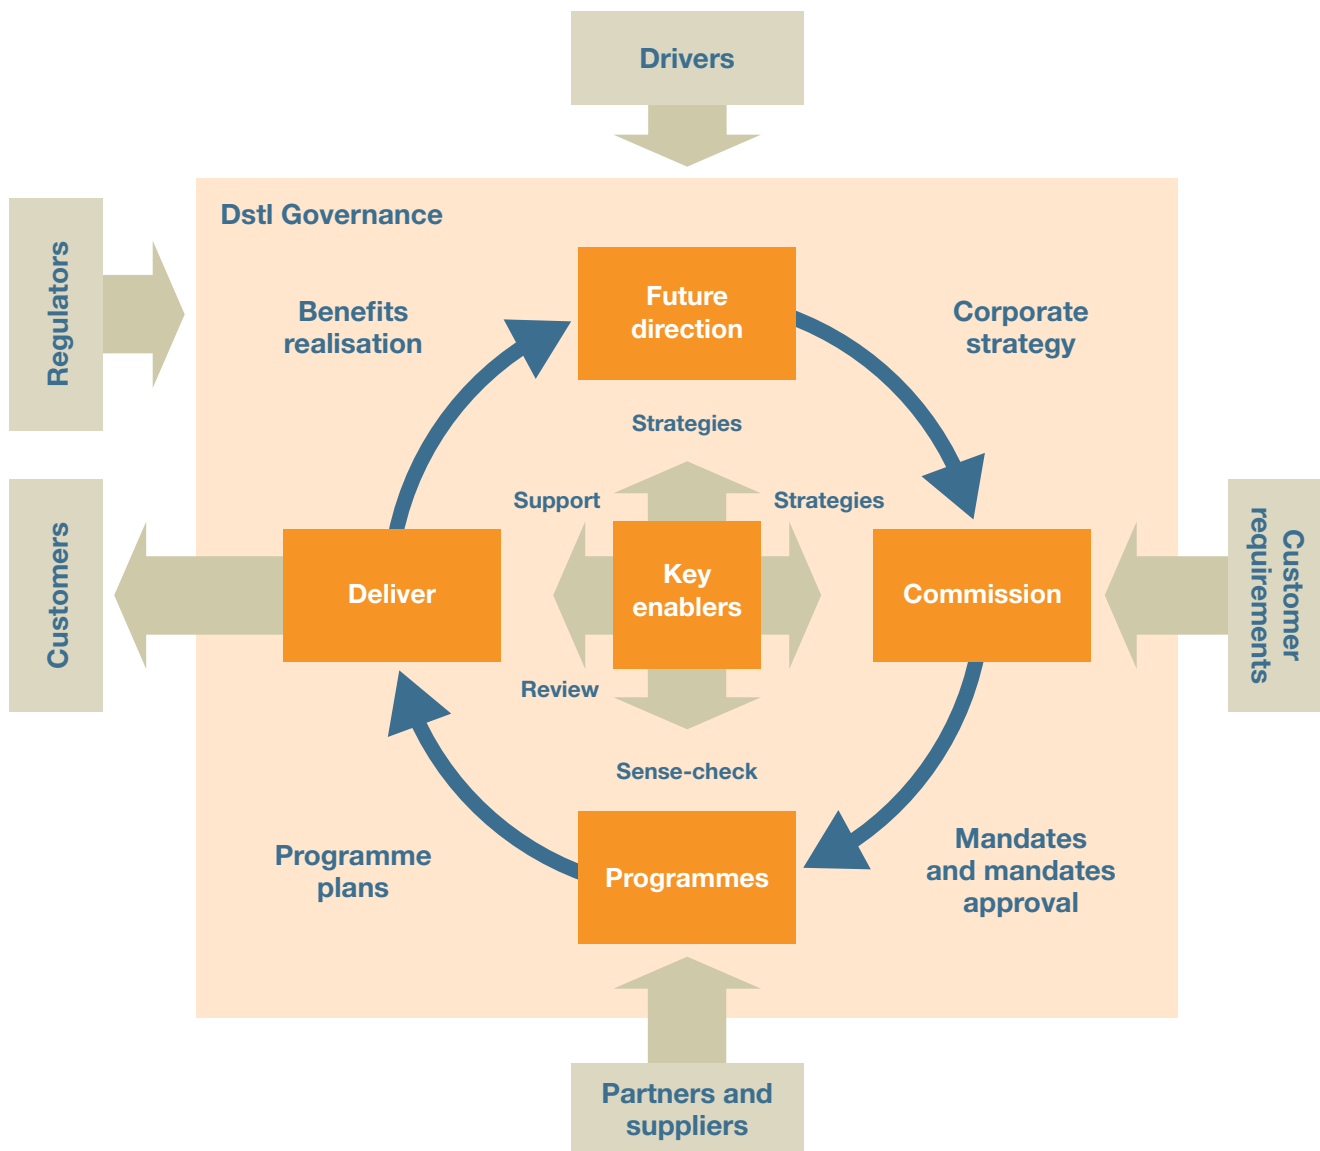 Drivers
Dstl Governance
Regulators
Benefits
realisation
Future
direction
Corporate
strategy
Strategies
Support
Strategies
Customers
Deliver
Key
enablers
Commission
Customer
requirements
Review
Sense-check
Programme
plans
Programmes
Mandates
and mandates
approval
Partners and
suppliers